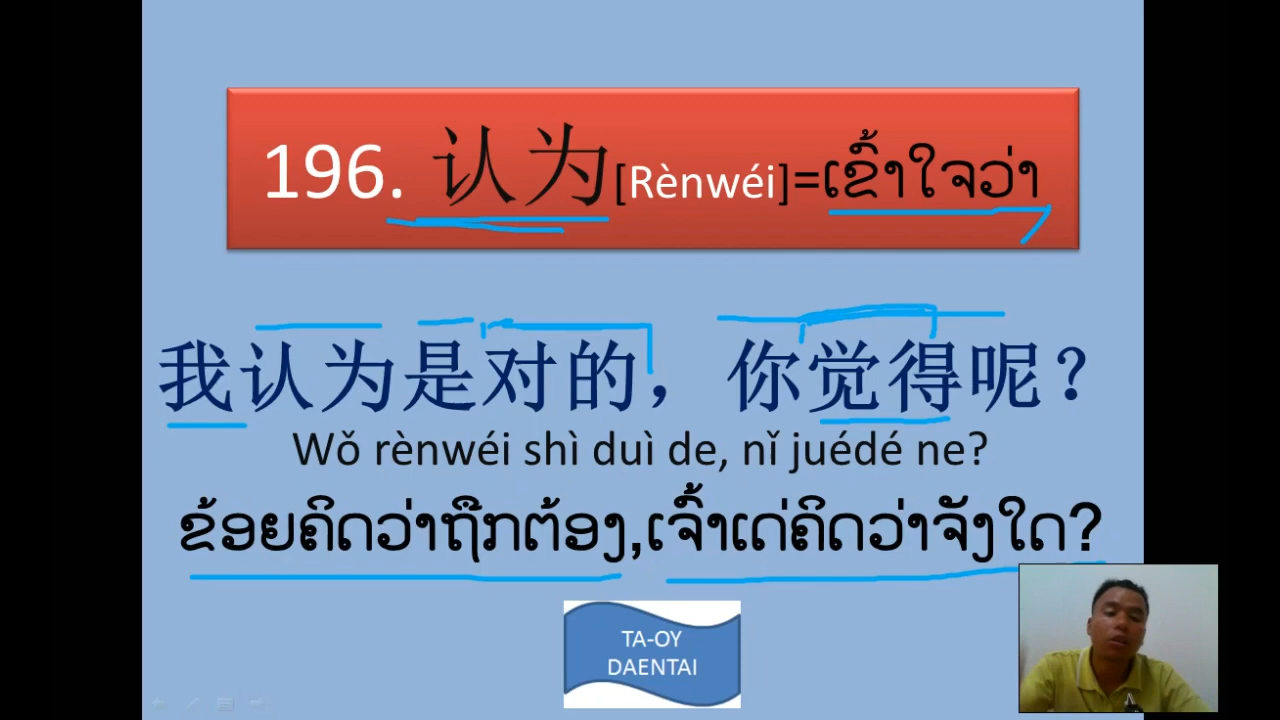 196. 认为[Rènwéi]=ເຂົ້າໃຈວ່າ
我认为是对的，你觉得呢？
Wǒ rènwéi shì duì de, nǐ juédé ne?
ຂ້ອຍຄິດວ່າຖືກຕ້ອງ,ເຈົ້າເດ່ຄິດວ່າຈັງໃດ?
TA-OY
DAENTAI